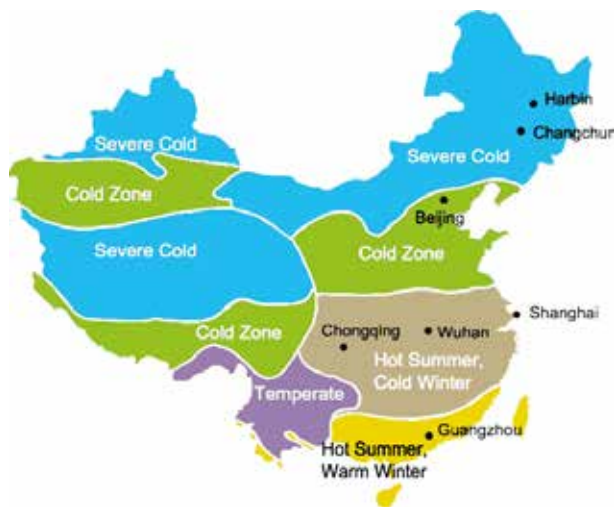 Harbin
Changchun
Severe Cold
Severe Cold
Cold Zone
Beijing
Severe Cold
Cold Zone
Shanghai
Cold Zone
Chongqing
Wuhan
Hot Summer,
Cold Winter
Temperate
Guangzhou
Hot Summer,
Warm Winter